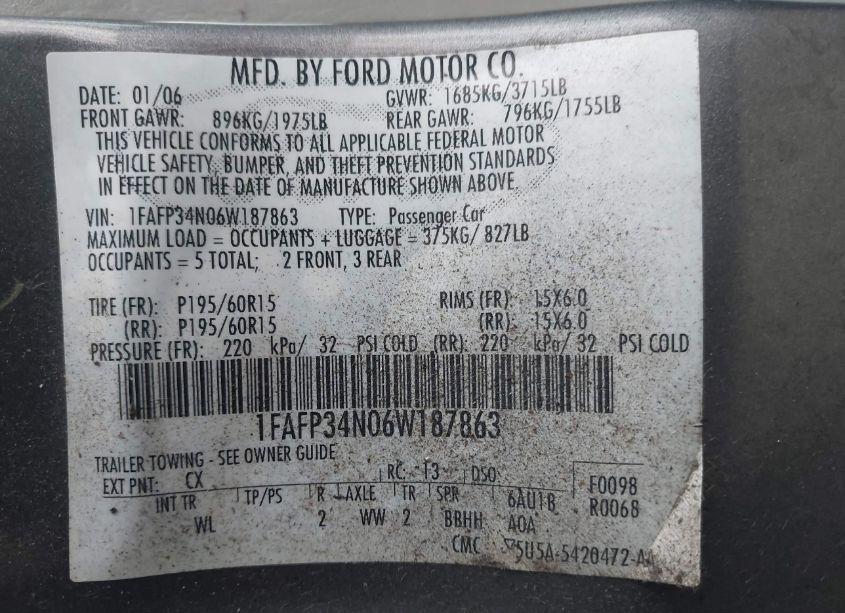 MFD. BY FORD MOTOR CO.
DATE: 01/06 GVWR: 1685KG/3715LB
FRONT GAWR: 896KG/1975LB REAR GAWR: 796KG/1755LB
THIS VEHICLE CONFORMS TO ALL APPLICABLE FEDERAL MOTOR
VEHICLE SAFETY, BUMPER, AND THEFT PREVENTION STANDARDS
IN EFFECT ON THE DATE OF MANUFACTURE SHOWN ABOVE.
VIN: 1FAFP34N06W187863 TYPE: Passenger Car
MAXIMUM LOAD = OCCUPANTS + LUGGAGE = 375KG/ 827LB
OCCUPANTS = 5 TOTAL; 2 FRONT, 3 REAR
TIRE (FR): P195/60R15 RIMS (FR): 15X6.0
(RR): P195/60R15 (RR): 15X6.0
PRESSURE (FR): 220 kPa/ 32 PSI COLD (RR): 220 kPa/ 32 PSI COLD
1FAFP34N06W187863
TRAILER TOWING - SEE OWNER GUIDE
EXT PNT: CX RC: 13 DSO F0098
INT TR TP/PS R AXLE TR SPR 6AU1B R0068
WL 2 WW 2 BBHH AOA
CMC 5U5A-5420472-AA